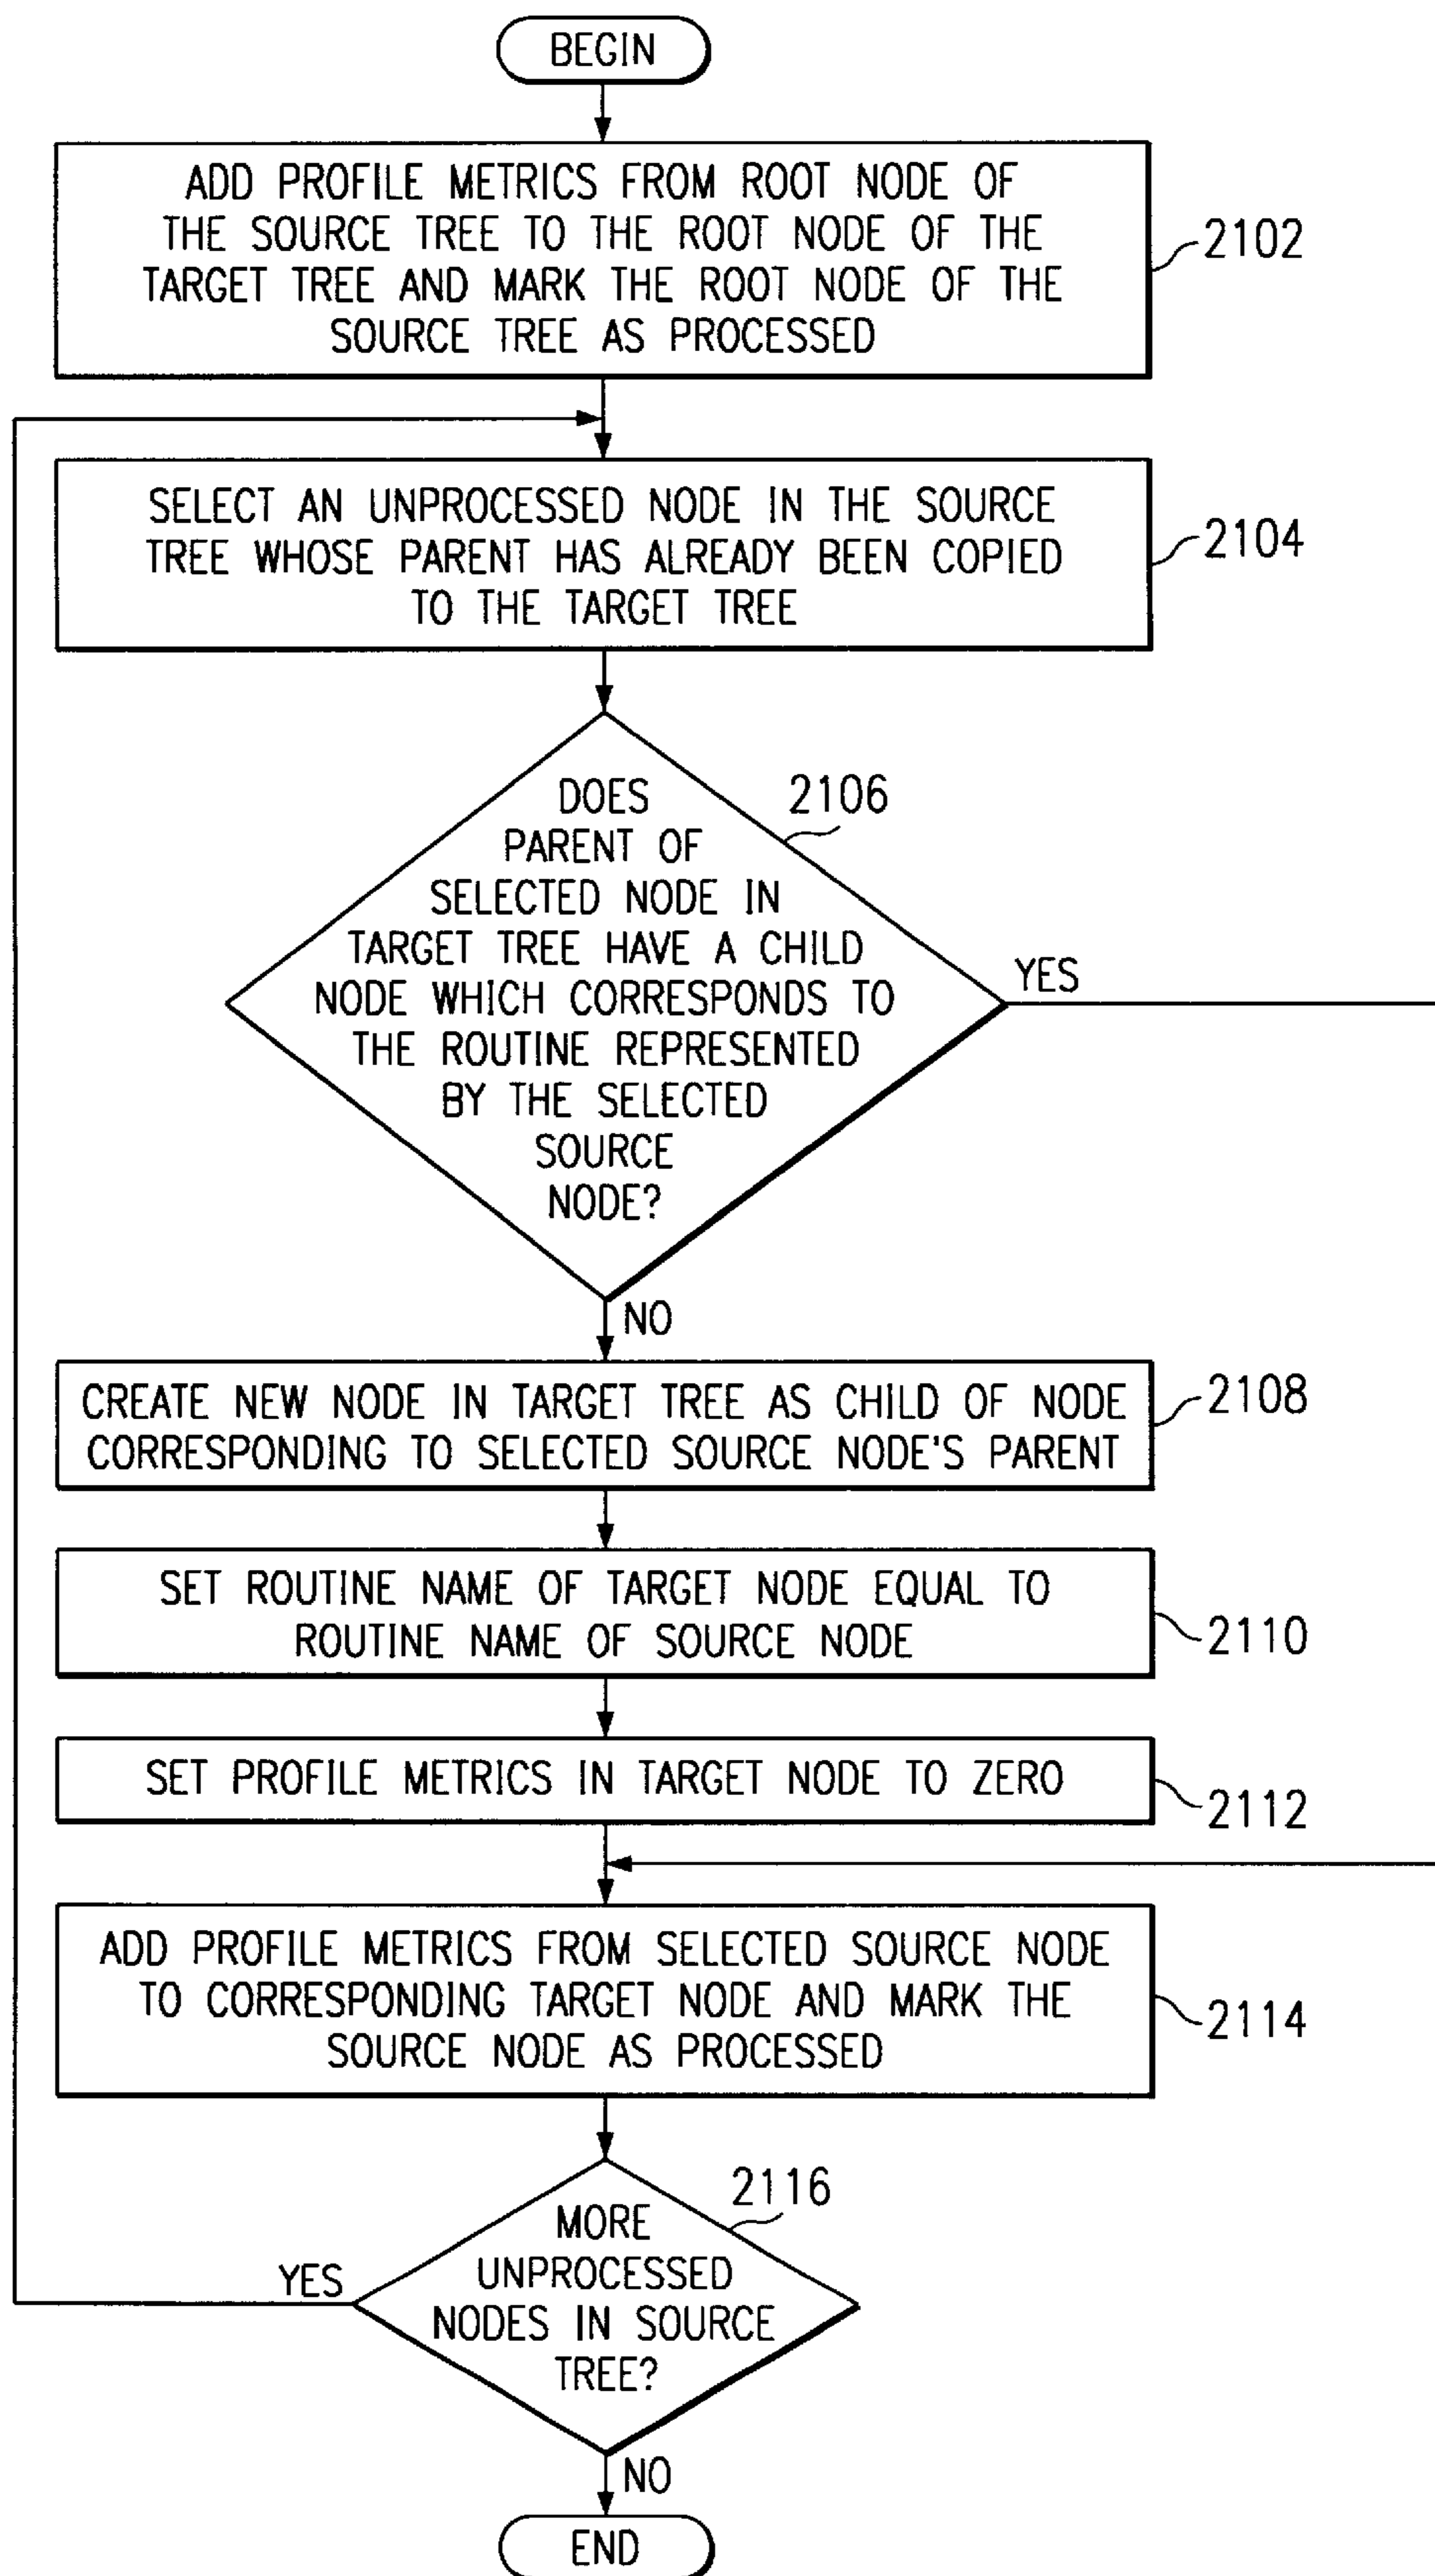 BEGIN
ADD PROFILE METRICS FROM ROOT NODE OF
THE SOURCE TREE TO THE ROOT NODE OF THE
TARGET TREE AND MARK THE ROOT NODE OF THE
SOURCE TREE AS PROCESSED
2102
SELECT AN UNPROCESSED NODE IN THE SOURCE
TREE WHOSE PARENT HAS ALREADY BEEN COPIED
TO THE TARGET TREE
2104
DOES
PARENT OF
SELECTED NODE IN
TARGET TREE HAVE A CHILD
NODE WHICH CORRESPONDS TO
THE ROUTINE REPRESENTED
BY THE SELECTED
SOURCE
NODE?
2106
YES
NO
CREATE NEW NODE IN TARGET TREE AS CHILD OF NODE
CORRESPONDING TO SELECTED SOURCE NODE'S PARENT
2108
SET ROUTINE NAME OF TARGET NODE EQUAL TO
ROUTINE NAME OF SOURCE NODE
2110
SET PROFILE METRICS IN TARGET NODE TO ZERO
2112
ADD PROFILE METRICS FROM SELECTED SOURCE NODE
TO CORRESPONDING TARGET NODE AND MARK THE
SOURCE NODE AS PROCESSED
2114
MORE
UNPROCESSED
NODES IN SOURCE
TREE?
2116
YES
NO
END